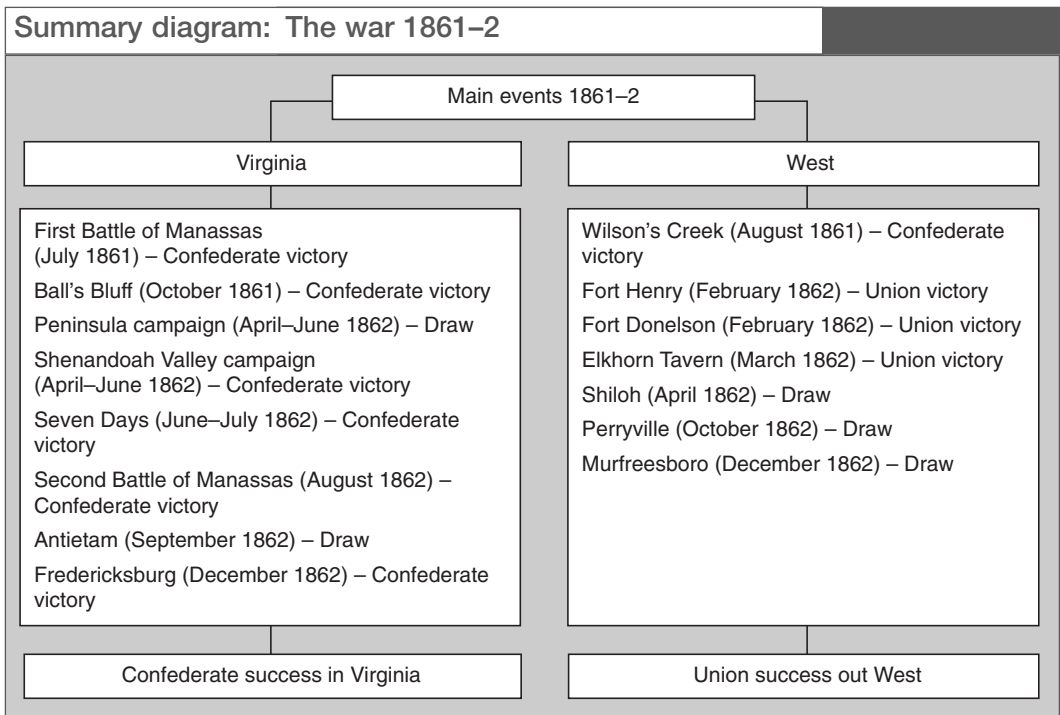 Summary diagram: The war 1861–2
Main events 1861–2
Virginia
First Battle of Manassas
(July 1861) – Confederate victory
Ball's Bluff (October 1861) – Confederate victory
Peninsula campaign (April–June 1862) – Draw
Shenandoah Valley campaign
(April–June 1862) – Confederate victory
Seven Days (June–July 1862) – Confederate
victory
Second Battle of Manassas (August 1862) –
Confederate victory
Antietam (September 1862) – Draw
Fredericksburg (December 1862) – Confederate
victory
Confederate success in Virginia
West
Wilson's Creek (August 1861) – Confederate
victory
Fort Henry (February 1862) – Union victory
Fort Donelson (February 1862) – Union victory
Elkhorn Tavern (March 1862) – Union victory
Shiloh (April 1862) – Draw
Perryville (October 1862) – Draw
Murfreesboro (December 1862) – Draw
Union success out West